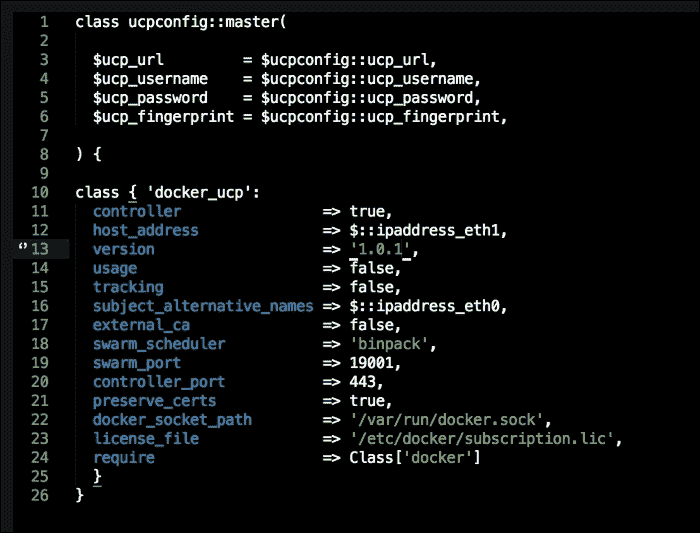 1 class ucpconfig::master(
2
3   $ucp_url         = $ucpconfig::ucp_url,
4   $ucp_username    = $ucpconfig::ucp_username,
5   $ucp_password    = $ucpconfig::ucp_password,
6   $ucp_fingerprint = $ucpconfig::ucp_fingerprint,
7
8 ) {
9
10 class { 'docker_ucp':
11   controller                => true,
12   host_address              => $::ipaddress_eth1,
13   version                   => '1.0.1',
14   usage                     => false,
15   tracking                  => false,
16   subject_alternative_names => $::ipaddress_eth0,
17   external_ca               => false,
18   swarm_scheduler           => 'binpack',
19   swarm_port                => 19001,
20   controller_port           => 443,
21   preserve_certs            => true,
22   docker_socket_path        => '/var/run/docker.sock',
23   license_file              => '/etc/docker/subscription.lic',
24   require                   => Class['docker']
25   }
26 }